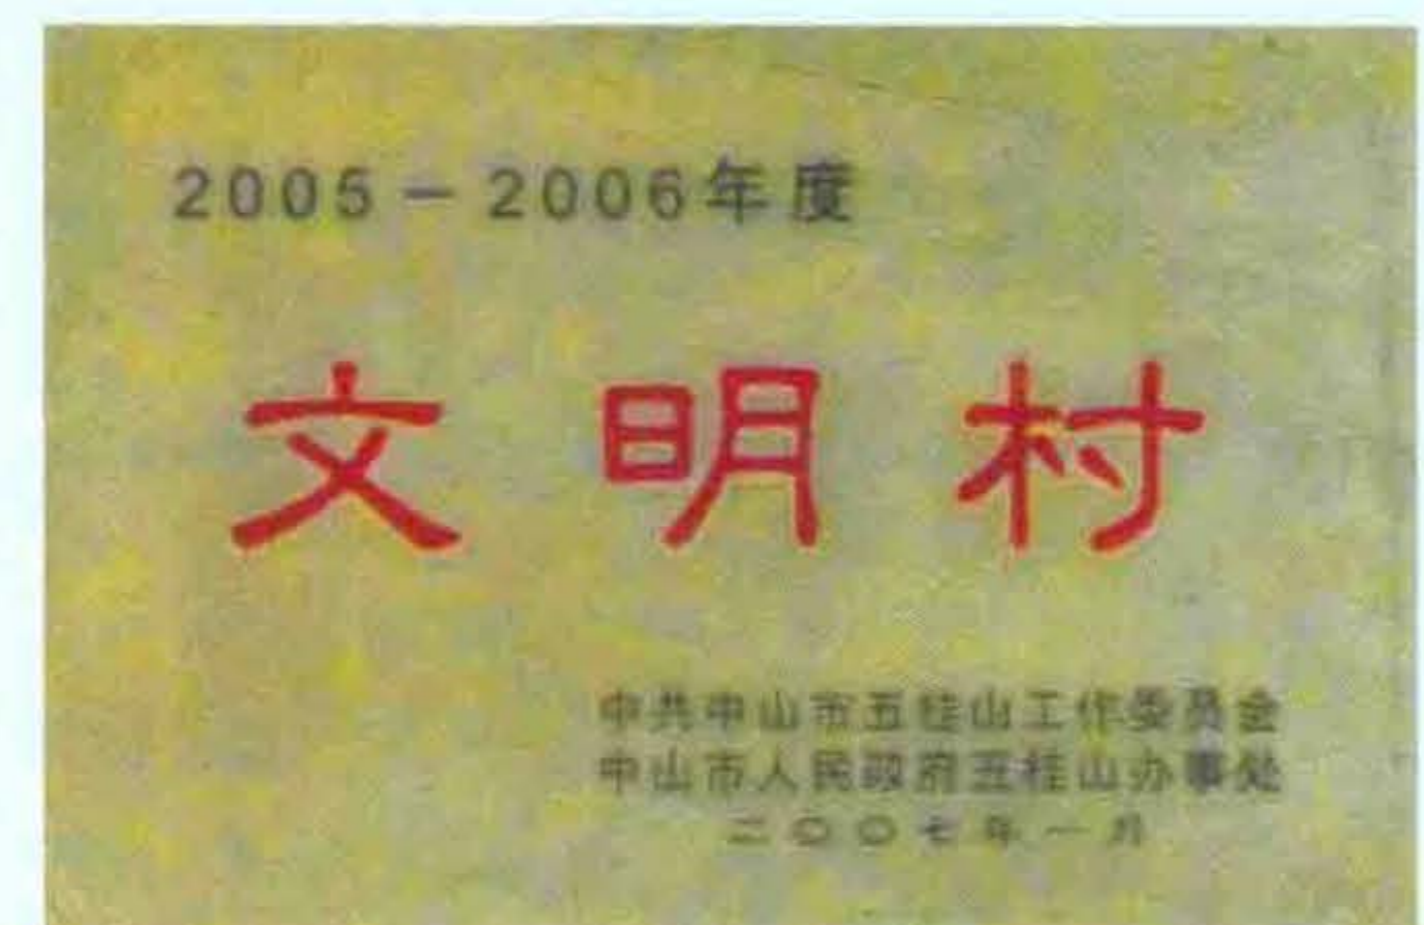 2005－2006年度
文明村
中共中山市五桂山工作委员会
中山市人民政府五桂山办事处
二〇〇七年一月